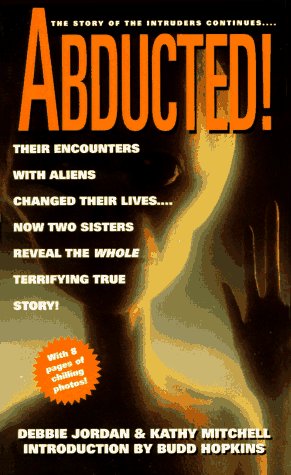 THE STORY OF THE INTRUDERS CONTINUES....
ABDUCTED!
THEIR ENCOUNTERS
WITH ALIENS
CHANGED THEIR LIVES....
NOW TWO SISTERS
REVEAL THE WHOLE
TERRIFYING TRUE
STORY!
With 8
pages of
chilling
photos!
DEBBIE JORDAN & KATHY MITCHELL
INTRODUCTION BY BUDD HOPKINS